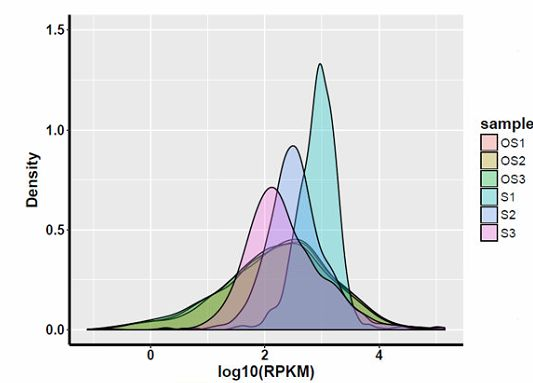 1.5
1.0
0.5
0.0
Density
0
2
4
log10(RPKM)
sample
OS1
OS2
OS3
S1
S2
S3